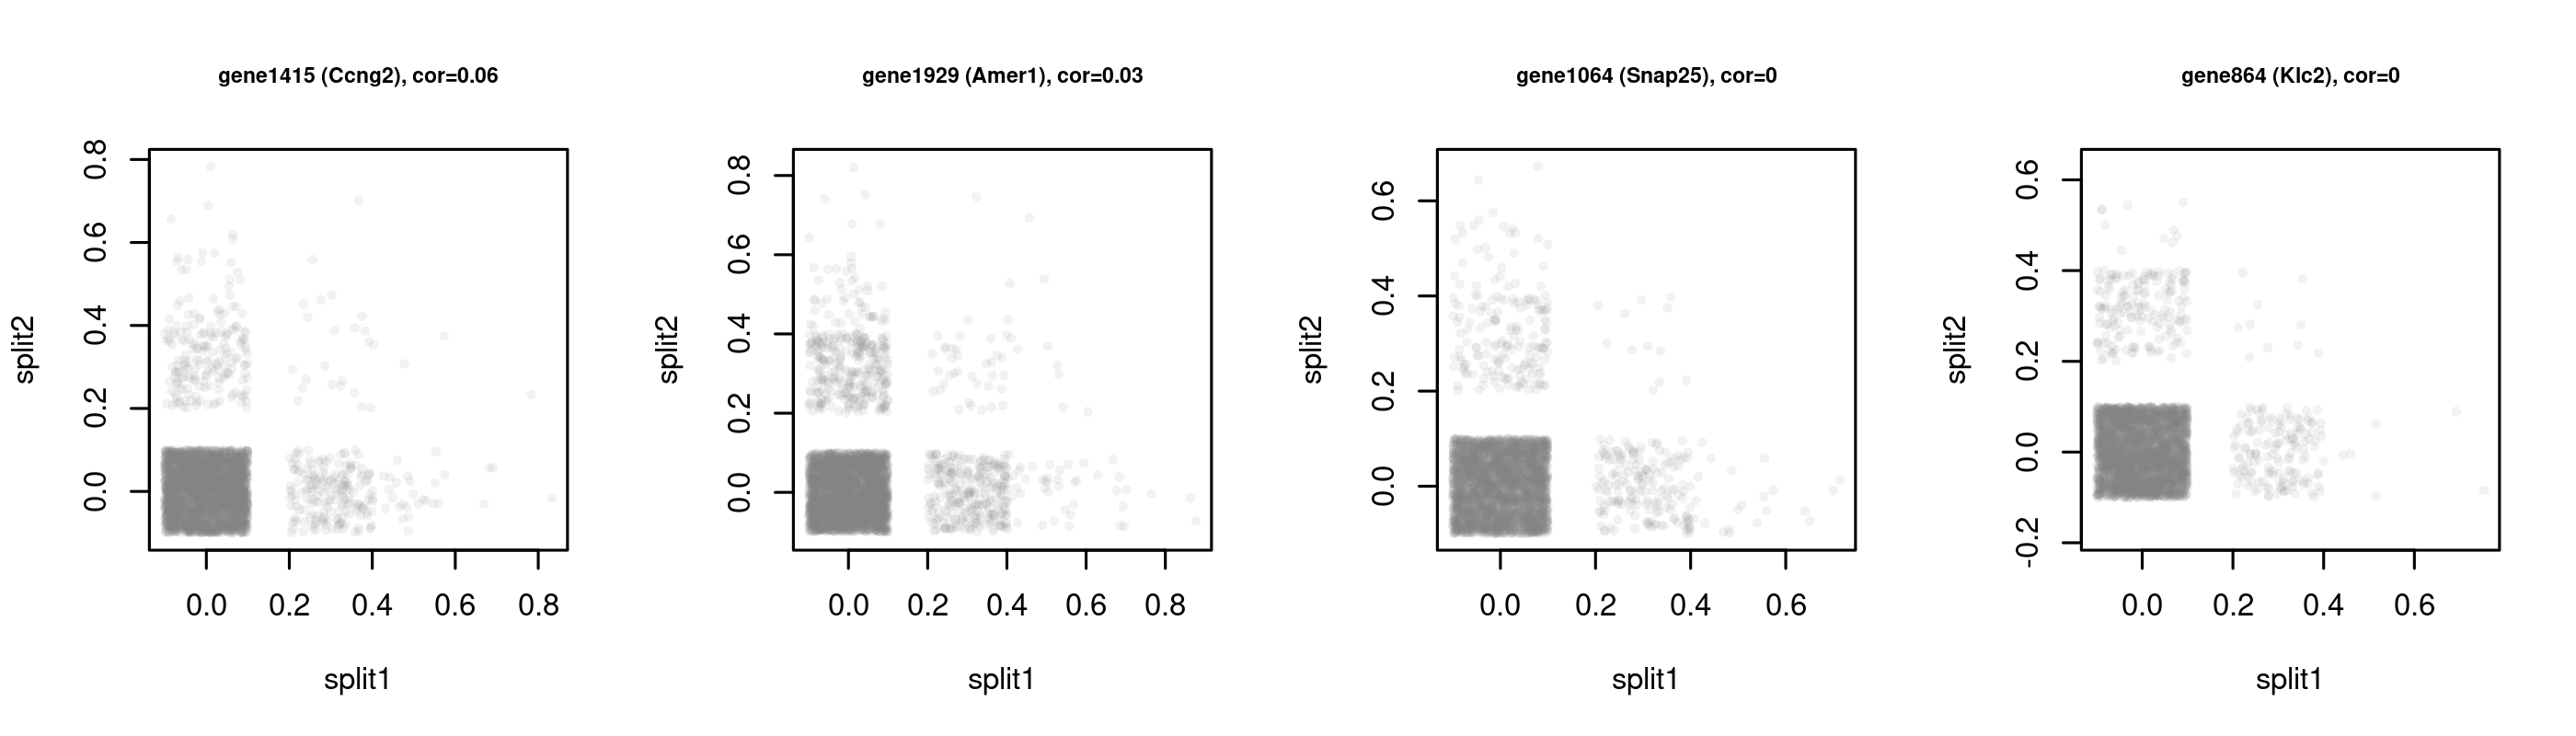 gene1415 (Ccng2), cor=0.06
0.8
0.6
0.4
0.2
0.0
split2
0.0 0.2 0.4 0.6 0.8
split1
gene1929 (Amer1), cor=0.03
0.8
0.6
0.4
0.2
0.0
split2
0.0 0.2 0.4 0.6 0.8
split1
gene1064 (Snap25), cor=0
0.6
0.4
0.2
0.0
split2
0.0 0.2 0.4 0.6
split1
gene864 (Klc2), cor=0
0.6
0.4
0.2
0.0
-0.2
split2
0.0 0.2 0.4 0.6
split1